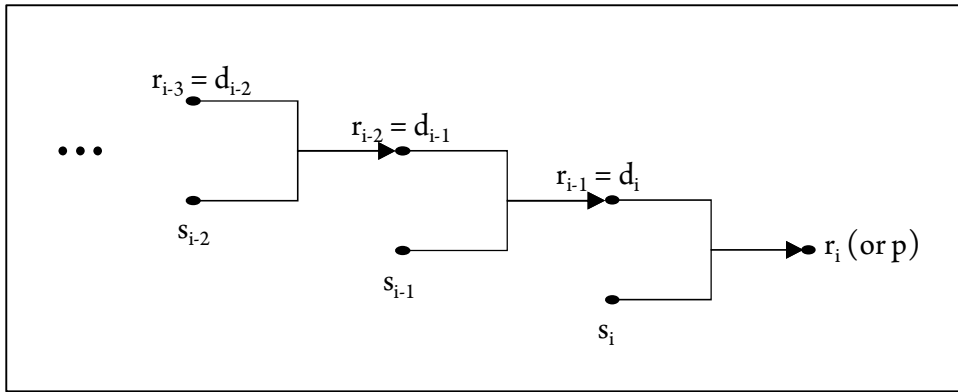 r_{i-3} = d_{i-2}
r_{i-2} = d_{i-1}
•••
r_{i-1} = d_i
s_{i-2}
r_i (or p)
s_{i-1}
s_i